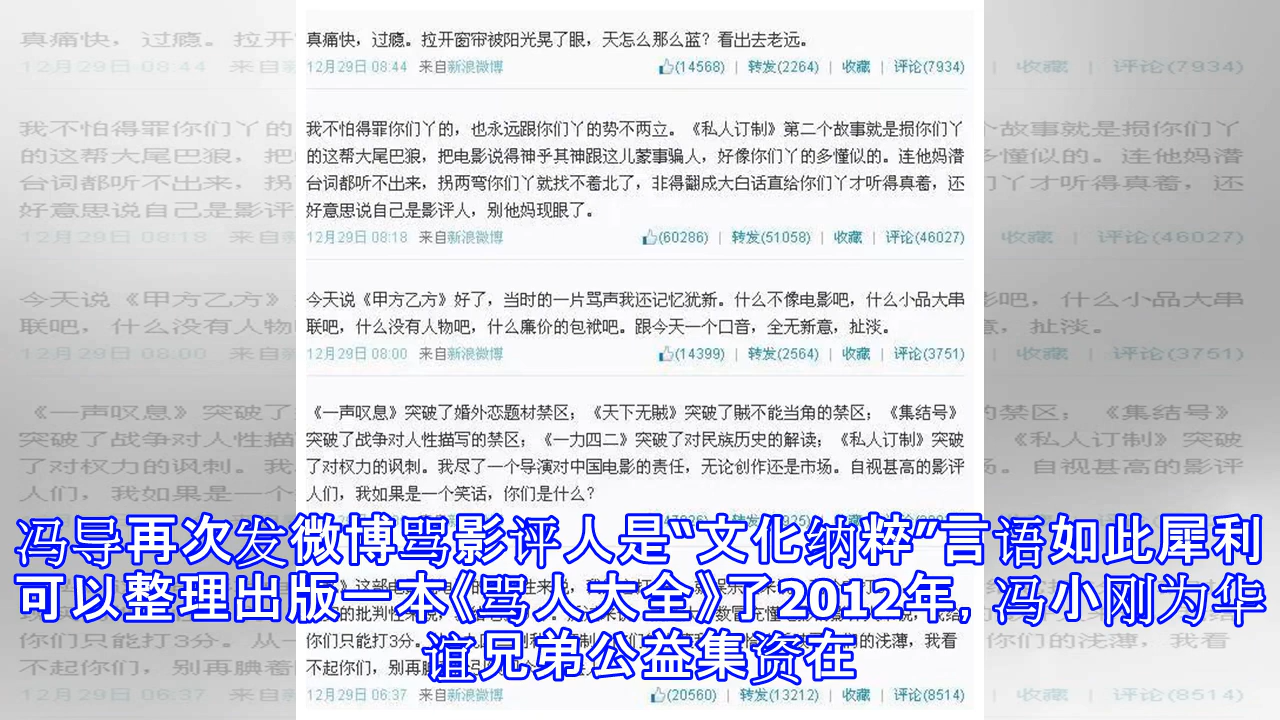 真痛快，过瘾。拉开窗帘被阳光晃了眼，天怎么那么蓝？看出去老远。
12月29日 08:44 来自新浪微博 (14568) | 转发(2264) | 收藏 | 评论(7934)
我不怕得罪你们丫的，也永远跟你们丫的势不两立。《私人订制》第二个故事就是损你们丫
的这帮大尾巴狼，把电影说得神乎其神跟这儿蒙事骗人，好像你们丫的多懂似的。连他妈潜
台词都听不出来，拐两弯你们丫就找不着北了，非得翻成大白话直给你们丫才听得真着，还
好意思说自己是影评人，别他妈现眼了。
12月29日 08:18 来自新浪微博 (60286) | 转发(51058) | 收藏 | 评论(46027)
今天说《甲方乙方》好了，当时的一片骂声我还记忆犹新。什么不像电影吧，什么小品大串
联吧，什么没有人物吧，什么廉价的包袱吧。跟今天一个口音，全无新意，扯淡。
12月29日 08:00 来自新浪微博 (14399) | 转发(2564) | 收藏 | 评论(3751)
《一声叹息》突破了婚外恋题材禁区；《天下无贼》突破了贼不能当角的禁区；《集结号》
突破了战争对人性描写的禁区；《一力四二》突破了对民族历史的解读；《私人订制》突破
了对权力的讽刺。我尽了一个导演对中国电影的责任，无论创作还是市场。自视甚高的影评
人们，我如果是一个笑话，你们是什么？
冯导再次发微博骂影评人是“文化纳粹”言语如此犀利
可以整理出版一本《骂人大全》了2012年，冯小刚为华
谊兄弟公益集资在
你们只能打3分。
们的浅薄，我看
不起你们，别再腆
12月29日 06:37 来自新浪微博 (20560) | 转发(13212) | 收藏 | 评论(8514)